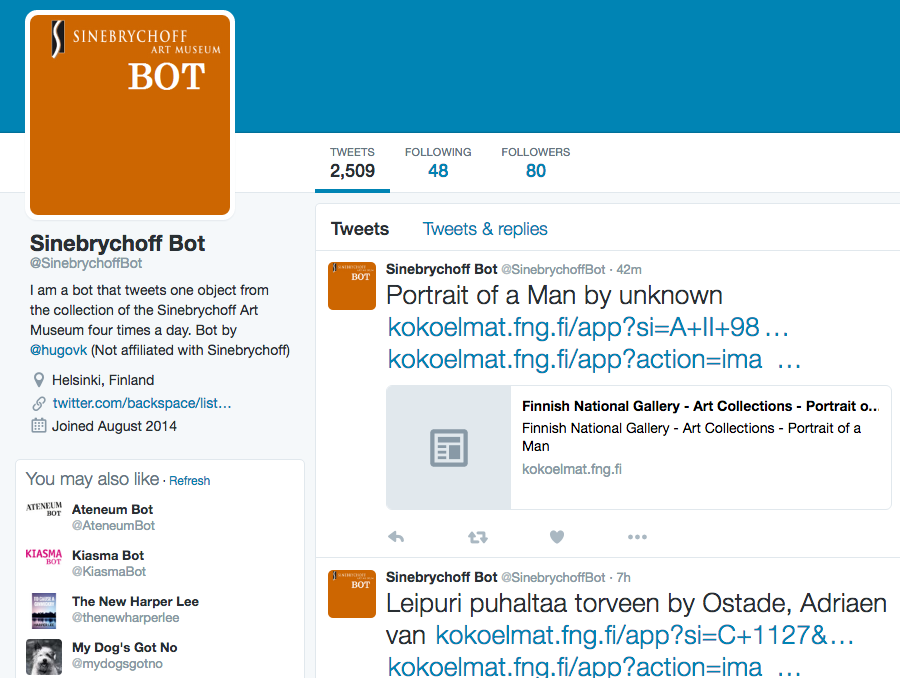 SINEBRYCHOFF
ART MUSEUM
BOT
TWEETS
2,509
FOLLOWING
48
FOLLOWERS
80
Sinebrychoff Bot
@SinebrychoffBot
I am a bot that tweets one object from
the collection of the Sinebrychoff Art
Museum four times a day. Bot by
@hugovk (Not affiliated with Sinebrychoff)
Helsinki, Finland
twitter.com/backspace/list…
Joined August 2014
You may also like · Refresh
ATENEUM
BOT
Ateneum Bot
@AteneumBot
KIASMA
BOT
Kiasma Bot
@KiasmaBot
The New Harper Lee
@thenewharperlee
My Dog's Got No
@mydogsgotno
Tweets
Tweets & replies
SINEBRYCHOFF
BOT
Sinebrychoff Bot @SinebrychoffBot · 42m
Portrait of a Man by unknown
kokoelmat.fng.fi/app?si=A+II+98…
kokoelmat.fng.fi/app?action=ima …
Finnish National Gallery - Art Collections - Portrait o...
Finnish National Gallery - Art Collections - Portrait of a
Man
kokoelmat.fng.fi
SINEBRYCHOFF
BOT
Sinebrychoff Bot @SinebrychoffBot · 7h
Leipuri puhaltaa torveen by Ostade, Adriaen
van kokoelmat.fng.fi/app?si=C+1127&…
kokoelmat.fng.fi/app?action=ima …